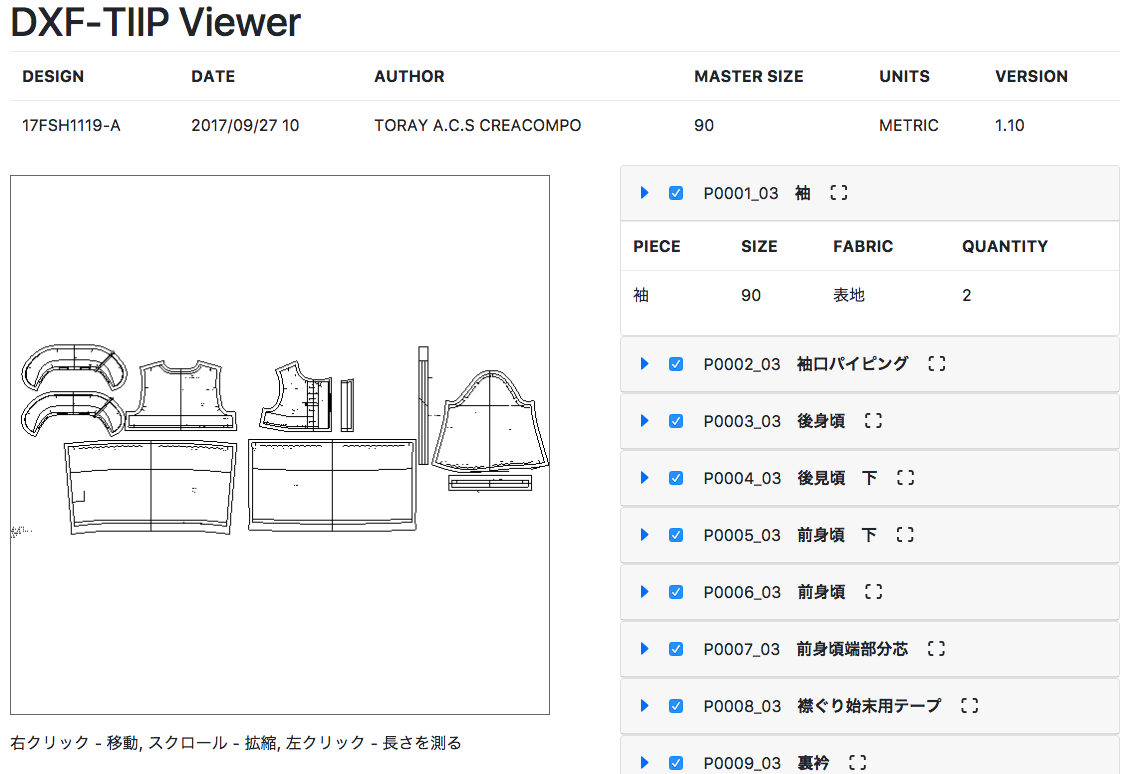 DXF-TIIP Viewer
DESIGN DATE AUTHOR MASTER SIZE UNITS VERSION
17FSH1119-A 2017/09/27 10 TORAY A.C.S CREACOMPO 90 METRIC 1.10
P0001_03 袖
PIECE SIZE FABRIC QUANTITY
袖 90 表地 2
P0002_03 袖口パイピング
P0003_03 後身頃
P0004_03 後見頃 下
P0005_03 前身頃 下
P0006_03 前身頃
P0007_03 前身頃端部分芯
P0008_03 襟ぐり始末用テープ
P0009_03 裏衿
右クリック - 移動, スクロール - 拡縮, 左クリック - 長さを測る